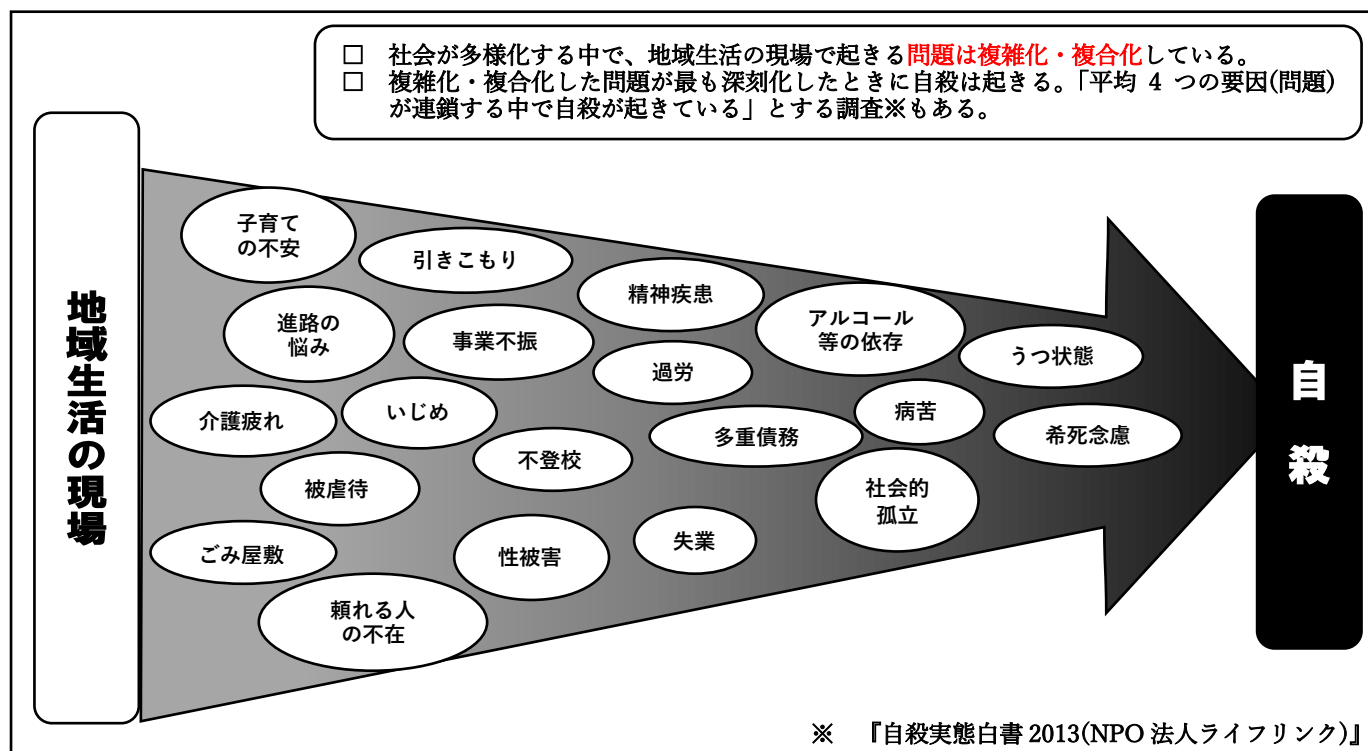 □ 社会が多様化する中で、地域生活の現場で起きる問題は複雑化・複合化している。
□ 複雑化・複合化した問題が最も深刻化したときに自殺は起きる。「平均 4 つの要因(問題)
が連鎖する中で自殺が起きている」とする調査※もある。
地域生活の現場
子育て
の不安
引きこもり
精神疾患
進路の
悩み
事業不振
アルコール
等の依存
うつ状態
過労
介護疲れ
いじめ
病苦
多重債務
希死念慮
不登校
被虐待
社会的
孤立
ごみ屋敷
性被害
失業
頼れる人
の不在
自殺
※ 『自殺実態白書 2013(NPO 法人ライフリンク)』